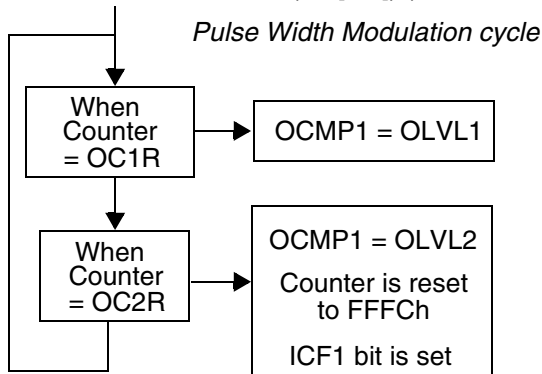 Pulse Width Modulation cycle
When
Counter
= OC1R
OCMP1 = OLVL1
When
Counter
= OC2R
OCMP1 = OLVL2
Counter is reset
to FFFCh
ICF1 bit is set